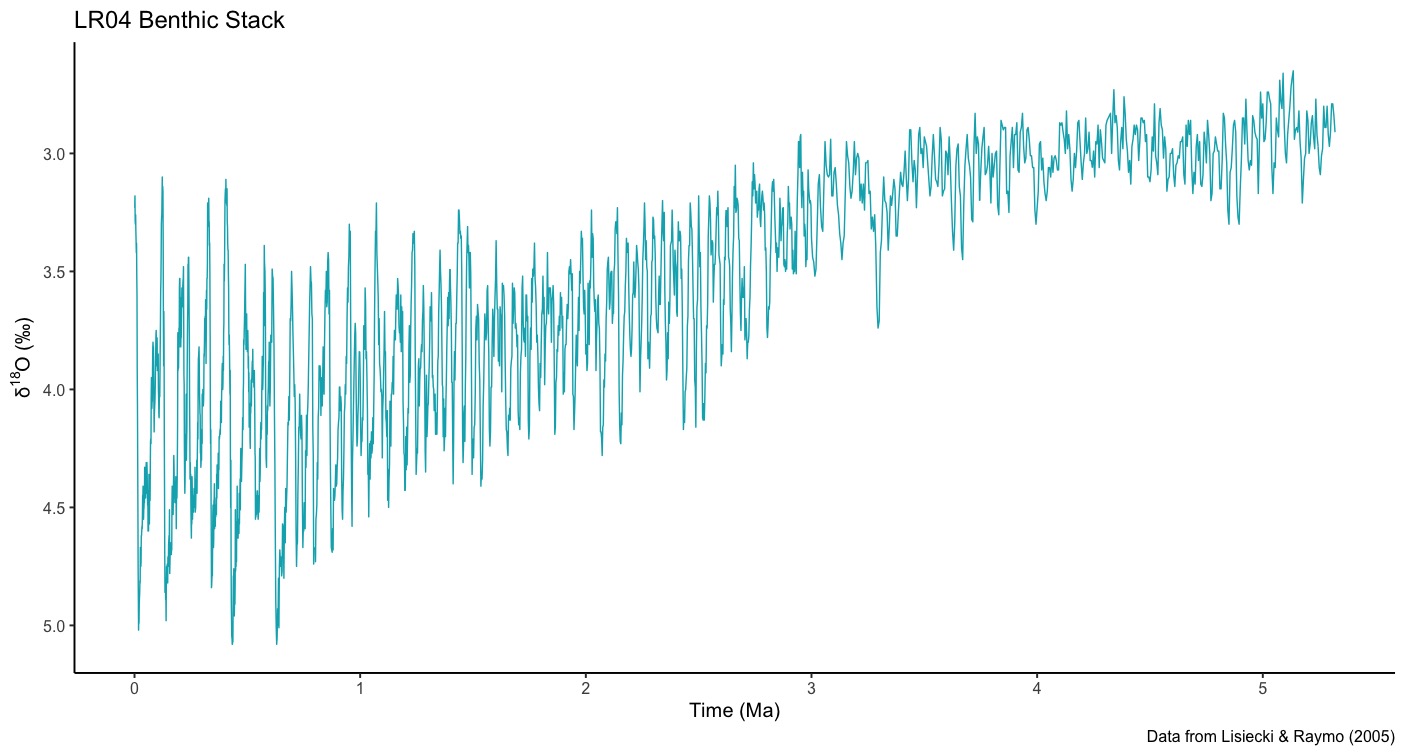 LR04 Benthic Stack
δ¹⁸O (‰)
3.0
3.5
4.0
4.5
5.0
0 1 2 3 4 5
Time (Ma)
Data from Lisiecki & Raymo (2005)